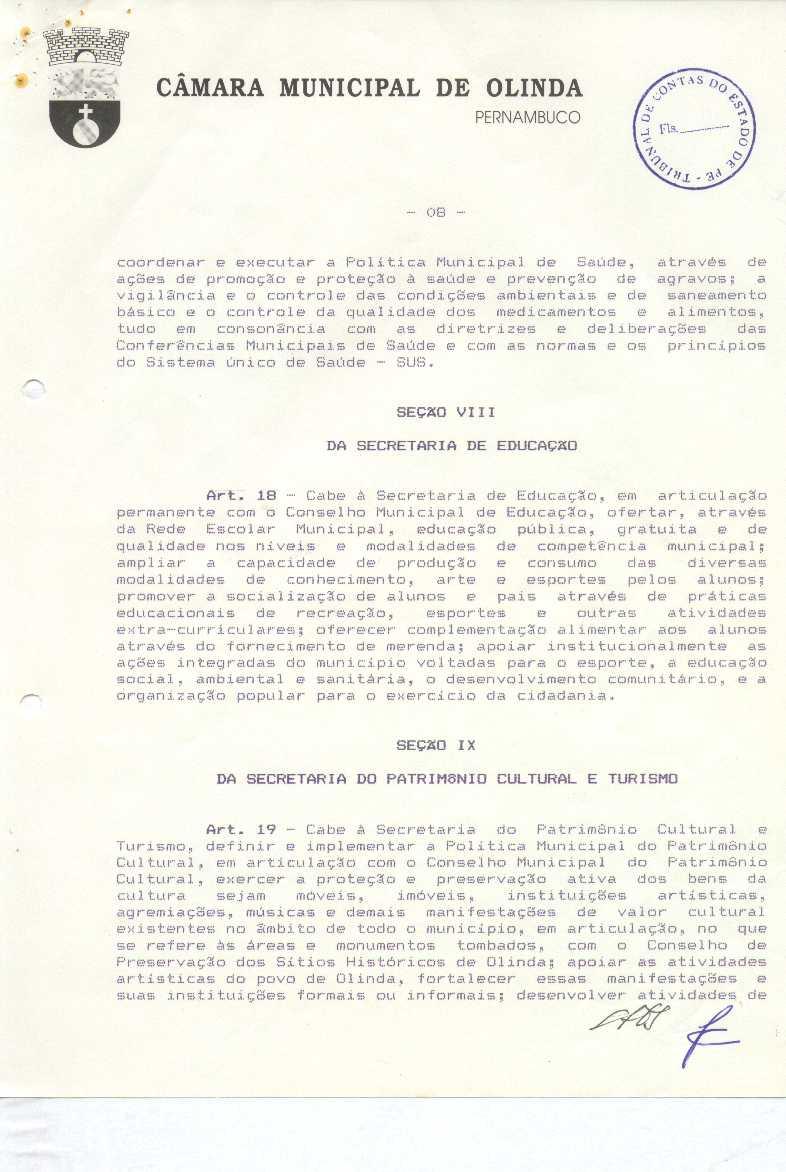 CÂMARA MUNICIPAL DE OLINDA
PERNAMBUCO
TRIBUNAL DE CONTAS DO ESTADO DE PE -
Fls.
- 08 -
coordenar e executar a Política Municipal de Saúde, através de
ações de promoção e proteção à saúde e prevenção de agravos; a
vigilância e o controle das condições ambientais e de saneamento
básico e o controle da qualidade dos medicamentos e alimentos,
tudo em consonância com as diretrizes e deliberações das
Conferências Municipais de Saúde e com as normas e os princípios
do Sistema único de Saúde - SUS.
SEÇÃO VIII
DA SECRETARIA DE EDUCAÇÃO
Art. 18 - Cabe à Secretaria de Educação, em articulação
permanente com o Conselho Municipal de Educação, ofertar, através
da Rede Escolar Municipal, educação pública, gratuita e de
qualidade nos níveis e modalidades de competência municipal;
ampliar a capacidade de produção e consumo das diversas
modalidades de conhecimento, arte e esportes pelos alunos;
promover a socialização de alunos e pais através de práticas
educacionais de recreação, esportes e outras atividades
extra-curriculares; oferecer complementação alimentar aos alunos
através do fornecimento de merenda; apoiar institucionalmente as
ações integradas do município voltadas para o esporte, a educação
social, ambiental e sanitária, o desenvolvimento comunitário, e a
organização popular para o exercício da cidadania.
SEÇÃO IX
DA SECRETARIA DO PATRIMôNIO CULTURAL E TURISMO
Art. 19 - Cabe à Secretaria do Patrimônio Cultural e
Turismo, definir e implementar a Política Municipal do Patrimônio
Cultural, em articulação com o Conselho Municipal do Patrimônio
Cultural, exercer a proteção e preservação ativa dos bens da
cultura sejam móveis, imóveis, instituições artísticas,
agremiações, músicas e demais manifestações de valor cultural
existentes no âmbito de todo o município, em articulação, no que
se refere às áreas e monumentos tombados, com o Conselho de
Preservação dos Sítios Históricos de Olinda; apoiar as atividades
artísticas do povo de Olinda, fortalecer essas manifestações e
suas instituições formais ou informais; desenvolver atividades de